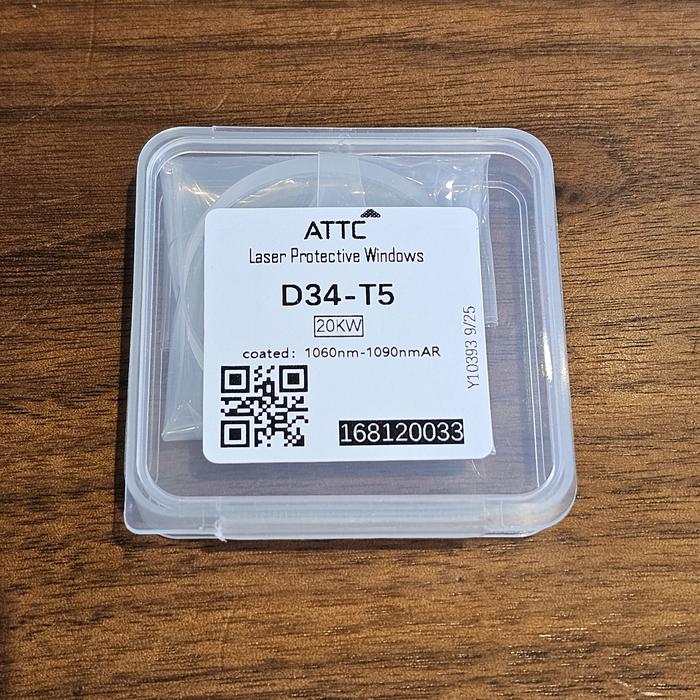 ATTC
Laser Protective Windows
D34-T5
20KW
coated: 1060nm-1090nmAR
168120033
Y10393 9/25